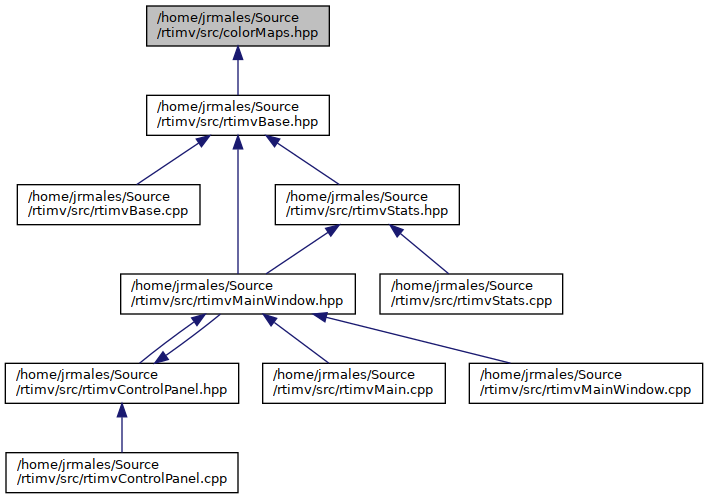 /home/jrmales/Source
/rtimv/src/colorMaps.hpp
/home/jrmales/Source
/rtimv/src/rtimvBase.hpp
/home/jrmales/Source
/rtimv/src/rtimvBase.cpp
/home/jrmales/Source
/rtimv/src/rtimvStats.hpp
/home/jrmales/Source
/rtimv/src/rtimvMainWindow.hpp
/home/jrmales/Source
/rtimv/src/rtimvStats.cpp
/home/jrmales/Source
/rtimv/src/rtimvControlPanel.hpp
/home/jrmales/Source
/rtimv/src/rtimvMain.cpp
/home/jrmales/Source
/rtimv/src/rtimvMainWindow.cpp
/home/jrmales/Source
/rtimv/src/rtimvControlPanel.cpp